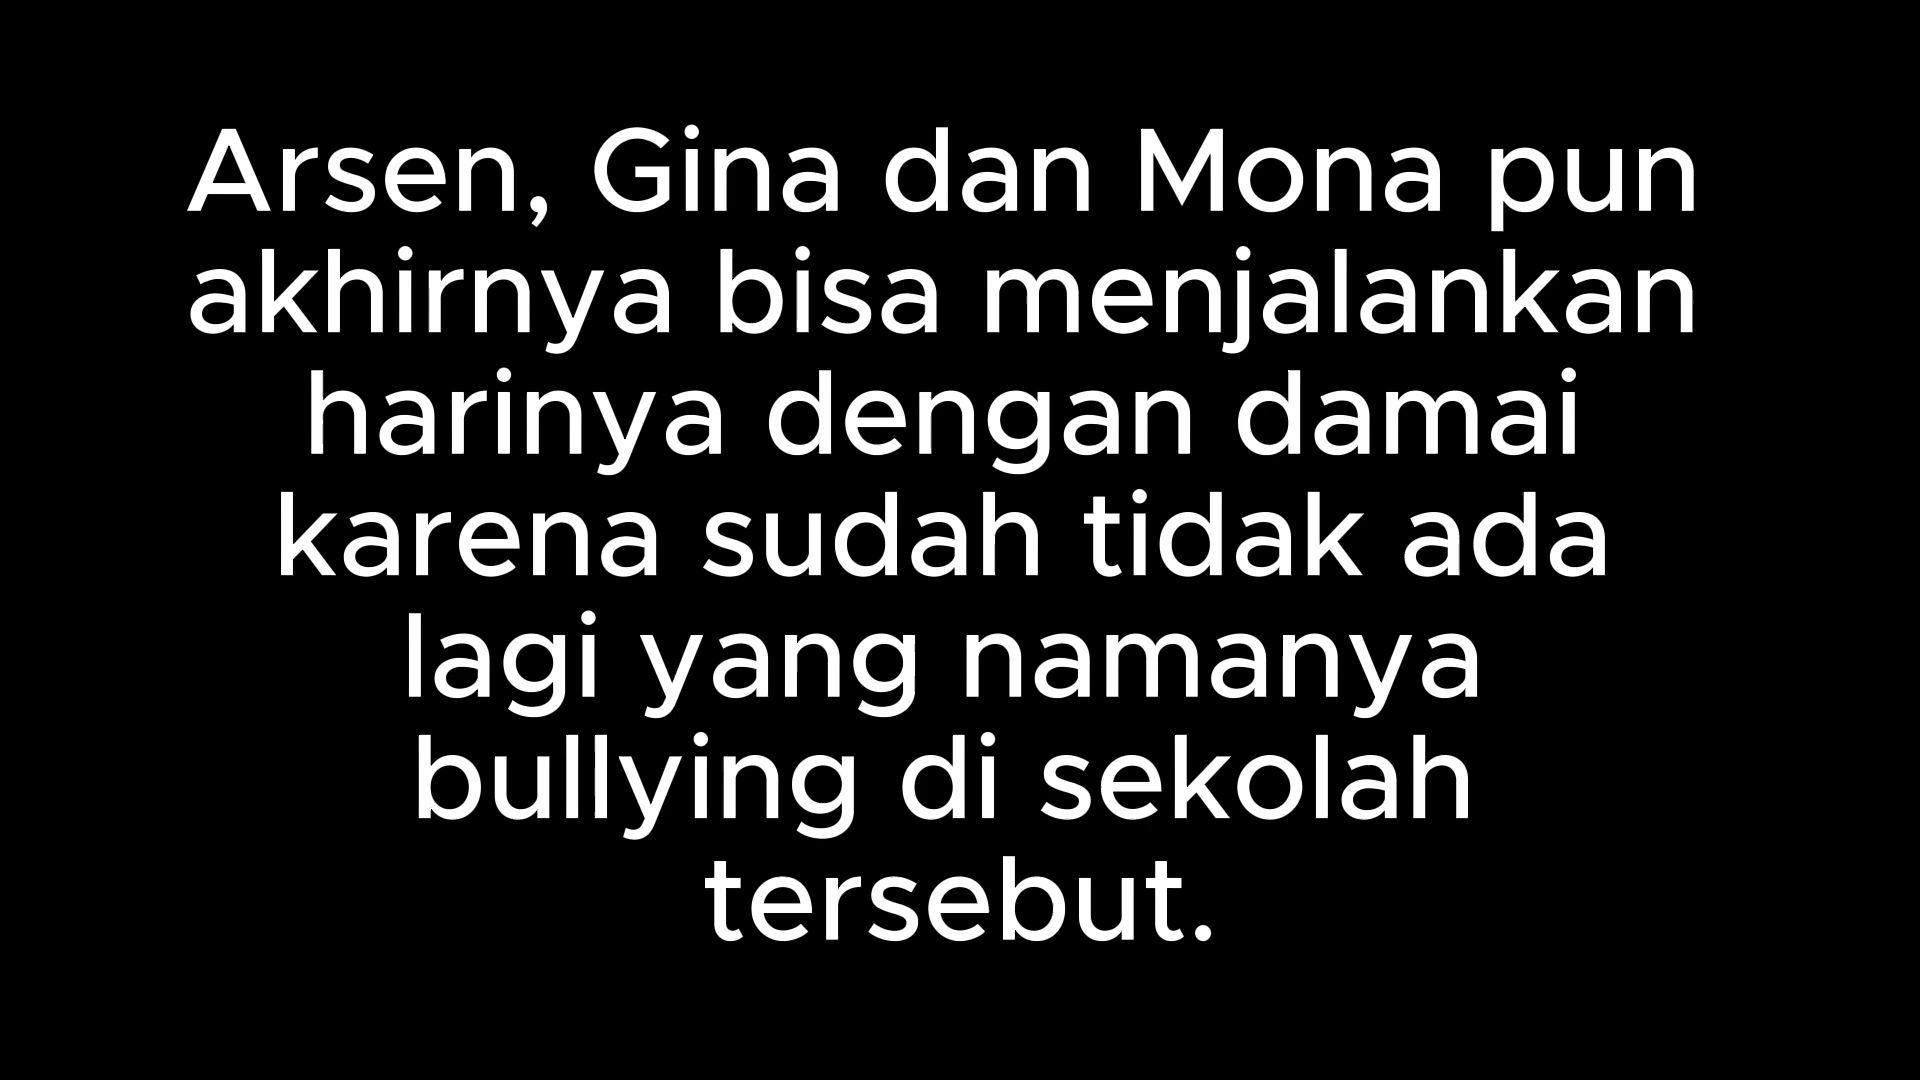 Arsen, Gina dan Mona pun
akhirnya bisa menjalankan
harinya dengan damai
karena sudah tidak ada
lagi yang namanya
bullying di sekolah
tersebut.